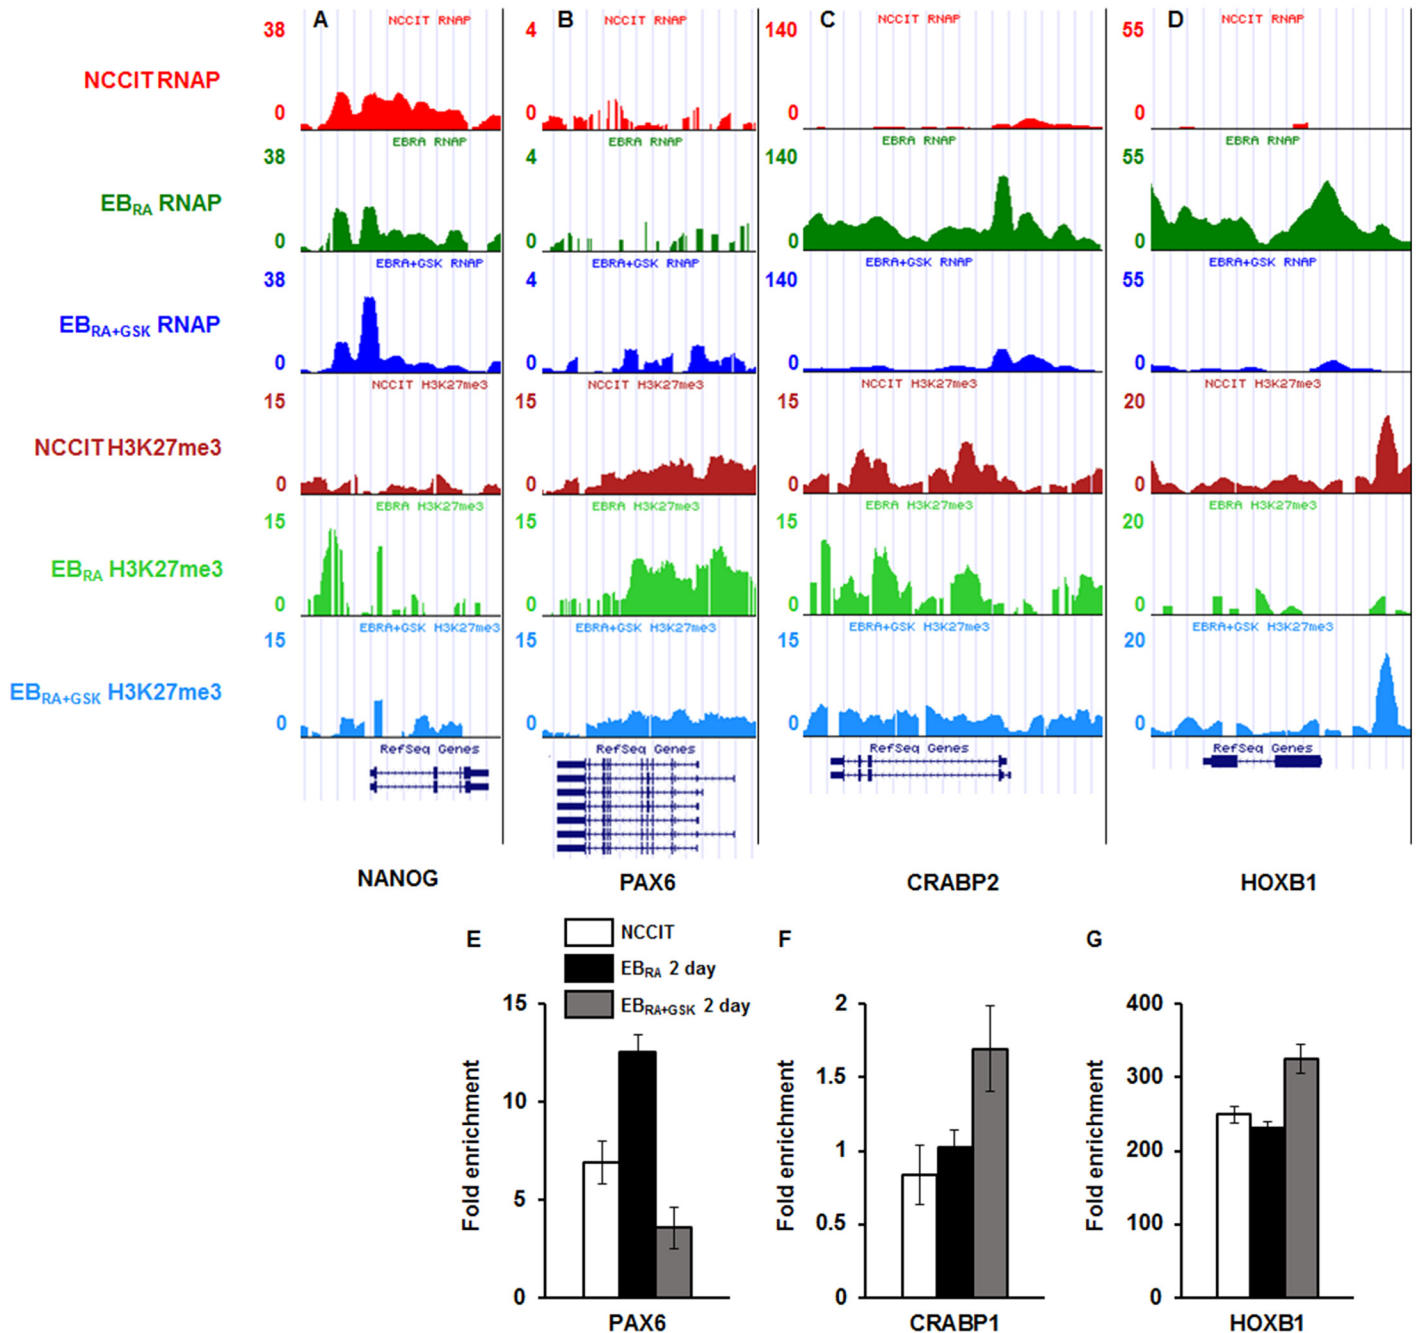 A B C D
NCCIT RNAP NCCIT RNAP NCCIT RNAP NCCIT RNAP
38 4 140 55
NCCIT RNAP
0 0 0 0
EBRA RNAP EBRA RNAP EBRA RNAP EBRA RNAP
38 4 140 55
EBRA RNAP
0 0 0 0
EBRA+GSK RNAP EBRA+GSK RNAP EBRA+GSK RNAP EBRA+GSK RNAP
38 4 140 55
EBRA+GSK RNAP
0 0 0 0
NCCIT H3K27me3 NCCIT H3K27me3 NCCIT H3K27me3 NCCIT H3K27me3
15 15 15 20
NCCIT H3K27me3
0 0 0 0
EBRA H3K27me3 EBRA H3K27me3 EBRA H3K27me3 EBRA H3K27me3
15 15 15 20
EBRA H3K27me3
0 0 0 0
EBRA+GSK H3K27me3 EBRA+GSK H3K27me3 EBRA+GSK H3K27me3 EBRA+GSK H3K27me3
15 15 15 20
EBRA+GSK H3K27me3
0 0 0 0
RefSeq Genes RefSeq Genes RefSeq Genes RefSeq Genes
NANOG PAX6 CRABP2 HOXB1
E F G
NCCIT
EBRA 2 day
EBRA+GSK 2 day
Fold enrichment
15
10
5
0
PAX6
Fold enrichment
2
1.5
1
0.5
0
CRABP1
Fold enrichment
400
300
200
100
0
HOXB1